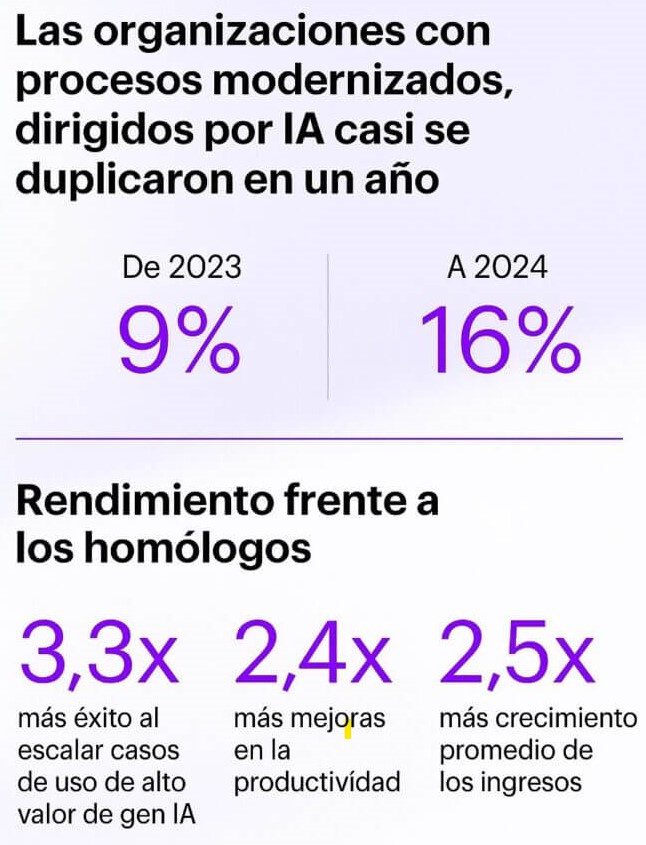 Las organizaciones con
procesos modernizados,
dirigidos por IA casi se
duplicaron en un año
De 2023
A 2024
9%
16%
Rendimiento frente a
los homólogos
3,3x
2,4x
2,5x
más éxito al
escalar casos
de uso de alto
valor de gen IA
más mejoras
en la
productivídad
más crecimiento
promedio de
los ingresos